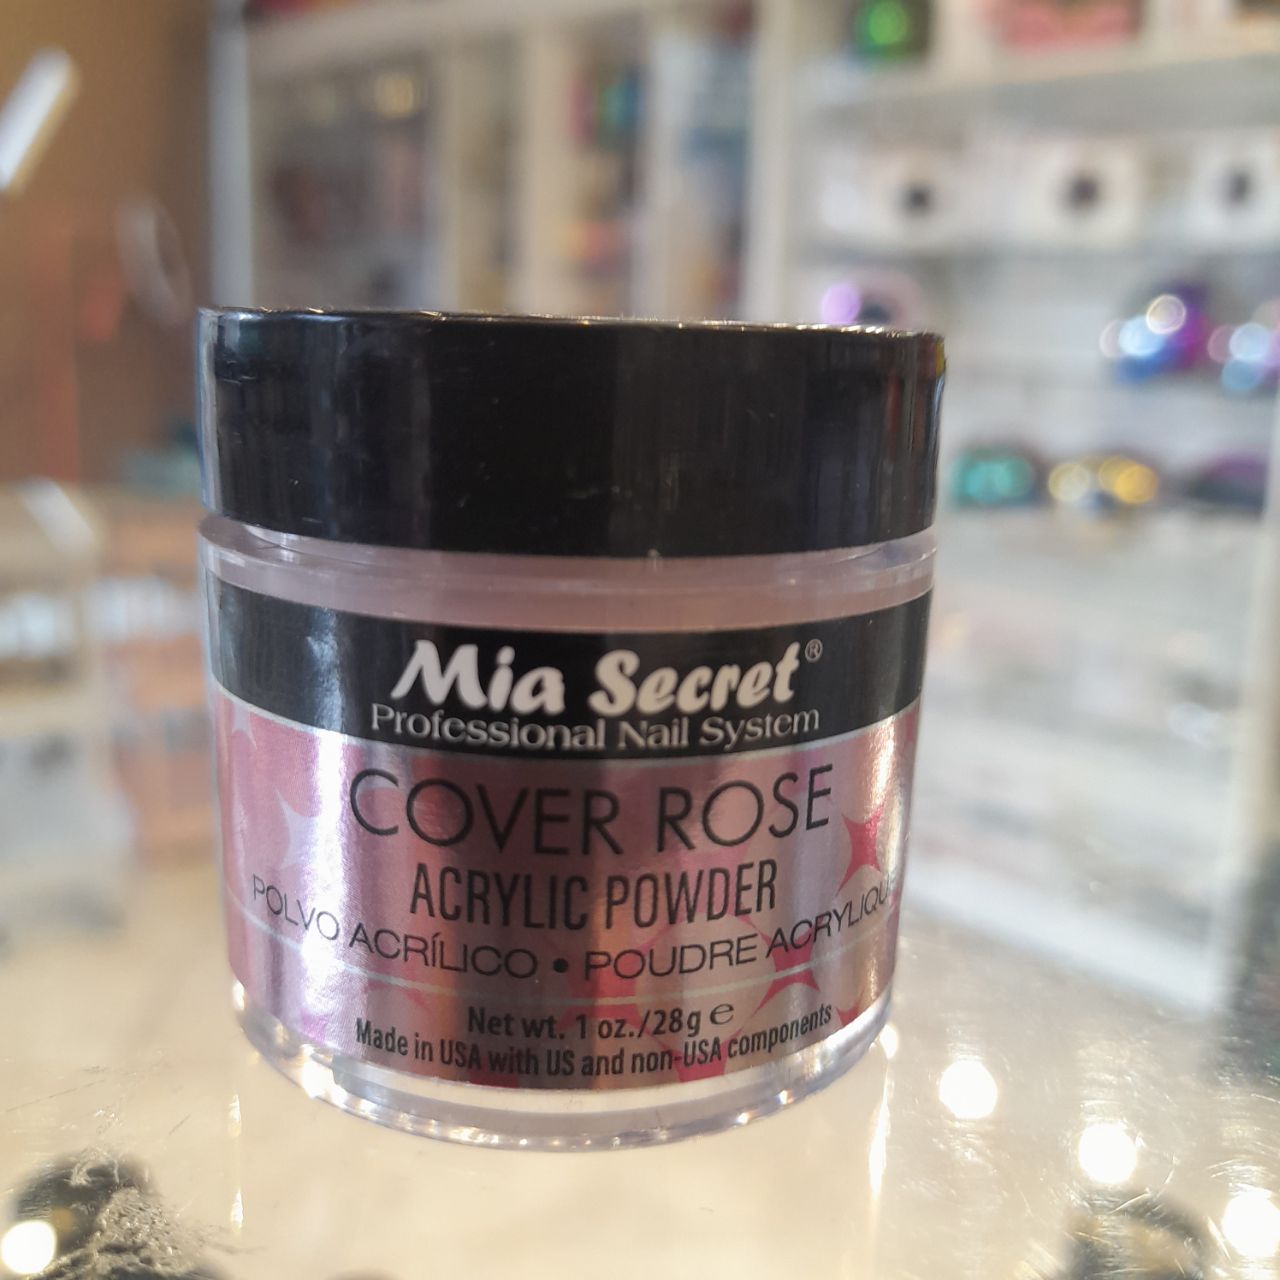 Mia Secret®
Professional Nail System
COVER ROSE
ACRYLIC POWDER
POLVO ACRÍLICO • POUDRE ACRYLIQUE
Net wt. 1 oz./28g ℮
Made in USA with US and non-USA components